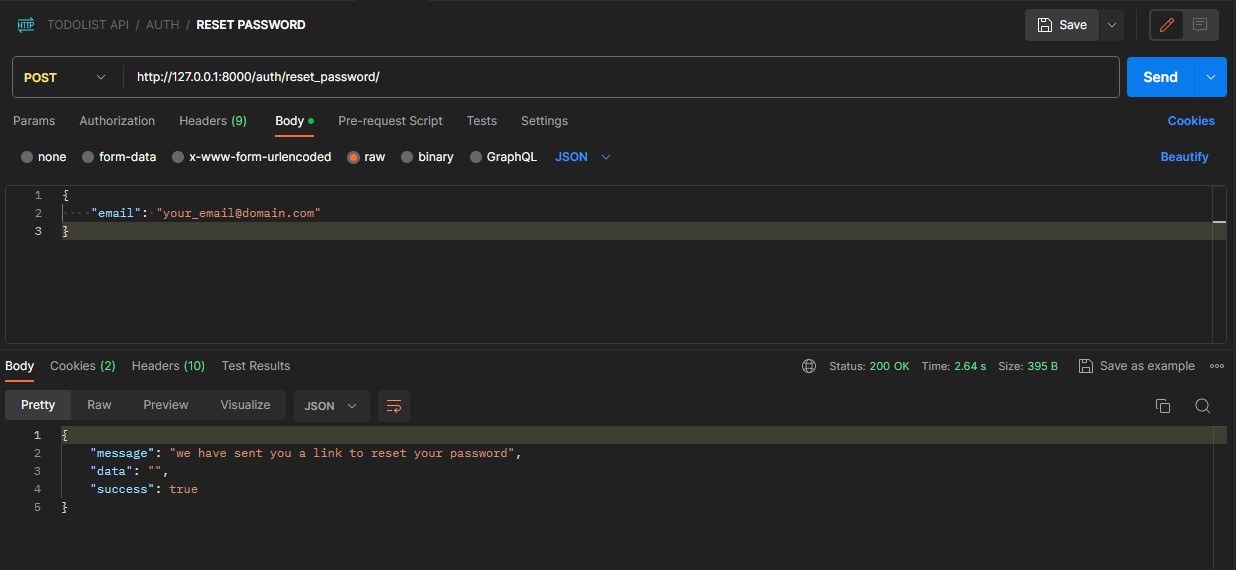 HTTP TODOLIST API / AUTH / RESET PASSWORD Save
POST http://127.0.0.1:8000/auth/reset_password/ Send
Params Authorization Headers (9) Body Pre-request Script Tests Settings Cookies
none form-data x-www-form-urlencoded raw binary GraphQL JSON Beautify
1 {
2 ····"email":·"your_email@domain.com"
3 }
Body Cookies (2) Headers (10) Test Results Status: 200 OK Time: 2.64 s Size: 395 B Save as example
Pretty Raw Preview Visualize JSON
1 {
2 "message": "we have sent you a link to reset your password",
3 "data": "",
4 "success": true
5 }